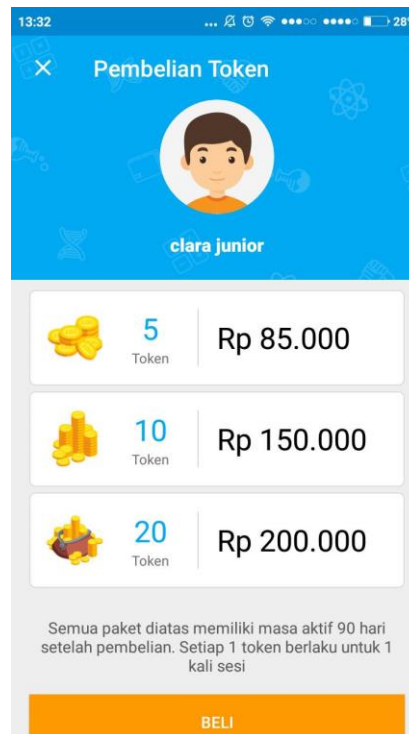 13:32 ... 28%
Pembelian Token
clara junior
5
Token
Rp 85.000
10
Token
Rp 150.000
20
Token
Rp 200.000
Semua paket diatas memiliki masa aktif 90 hari
setelah pembelian. Setiap 1 token berlaku untuk 1
kali sesi
BELI